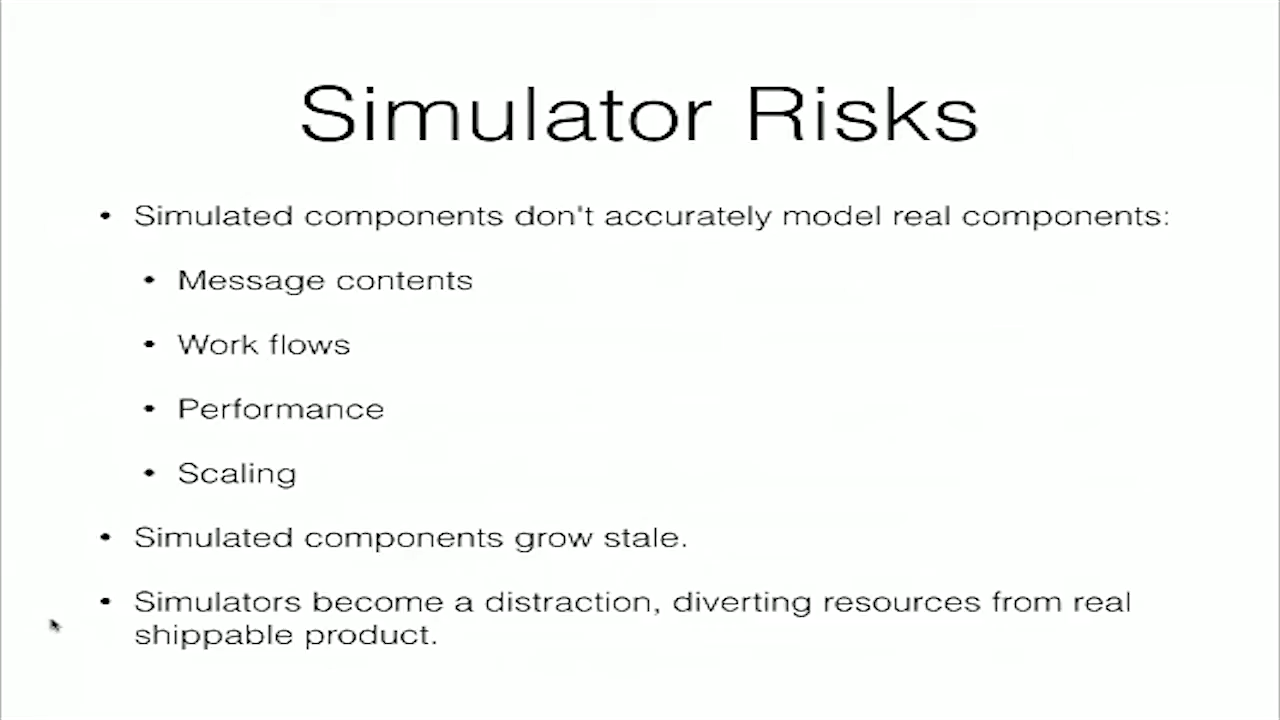 Simulator Risks
• Simulated components don't accurately model real components:
• Message contents
• Work flows
• Performance
• Scaling
• Simulated components grow stale.
• Simulators become a distraction, diverting resources from real
shippable product.